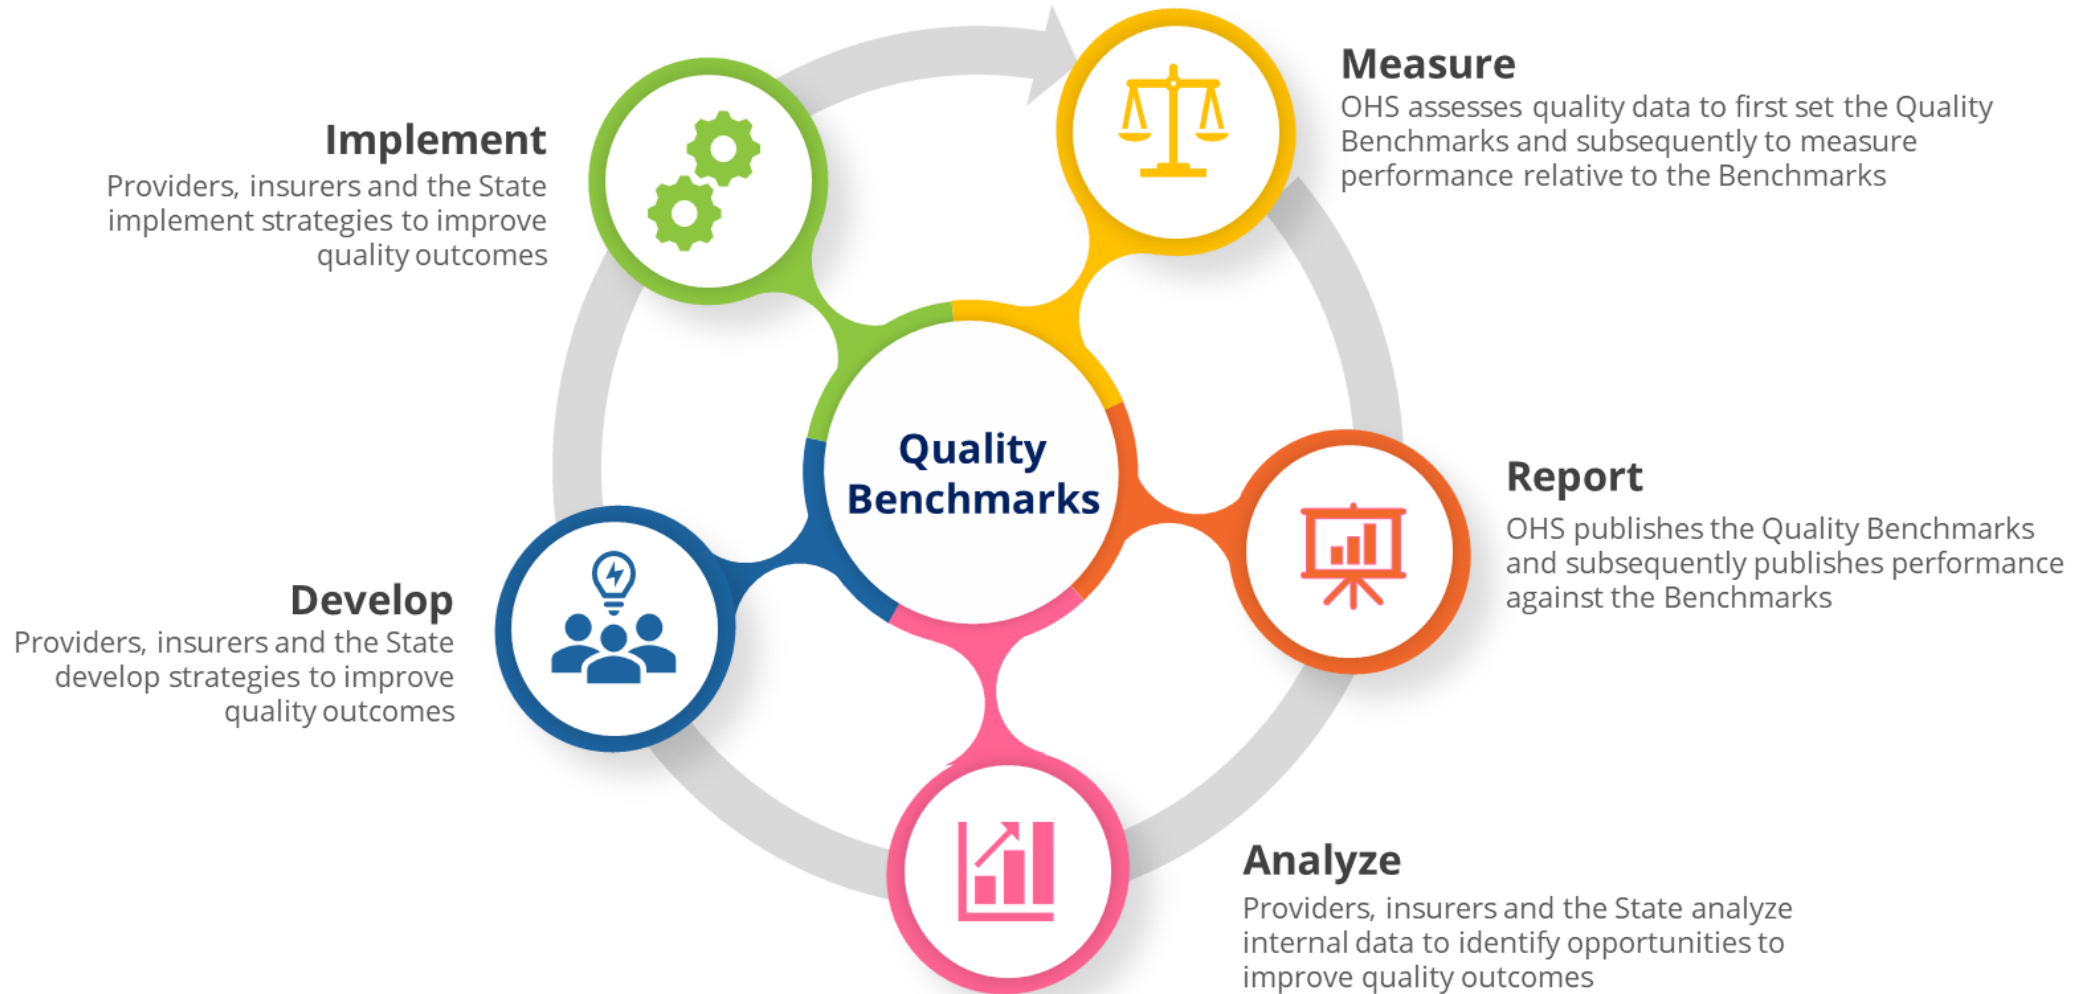 Measure
OHS assesses quality data to first set the Quality
Benchmarks and subsequently to measure
performance relative to the Benchmarks
Implement
Providers, insurers and the State
implement strategies to improve
quality outcomes
Quality
Benchmarks
Report
OHS publishes the Quality Benchmarks
and subsequently publishes performance
against the Benchmarks
Develop
Providers, insurers and the State
develop strategies to improve
quality outcomes
Analyze
Providers, insurers and the State analyze
internal data to identify opportunities to
improve quality outcomes